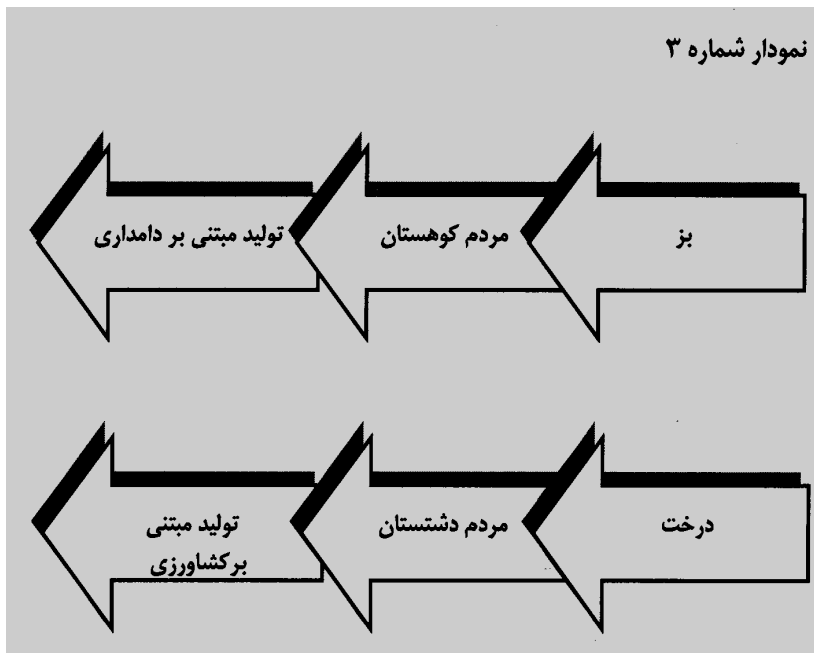 نمودار شماره ۳
بز
مردم کوهستان
تولید مبتنی بر دامداری
درخت
مردم دشتستان
تولید مبتنی
برکشاورزی